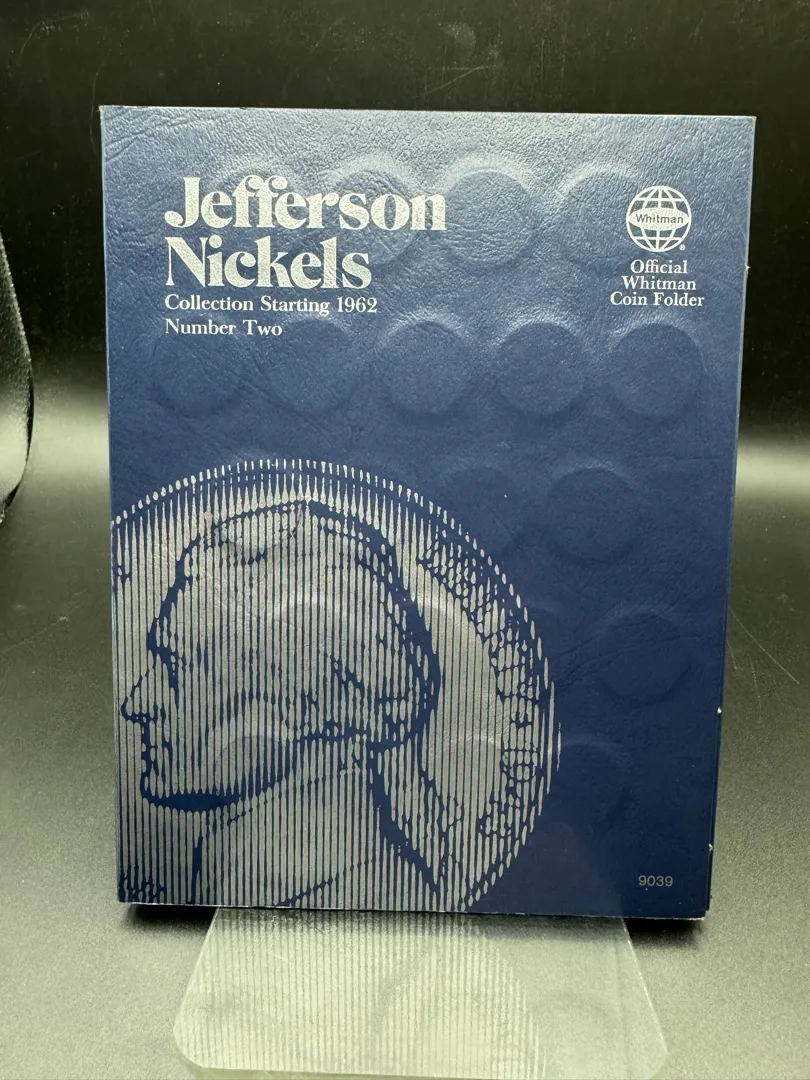 Jefferson
Nickels
Collection Starting 1962
Number Two
Whitman
Official
Whitman
Coin Folder
9039